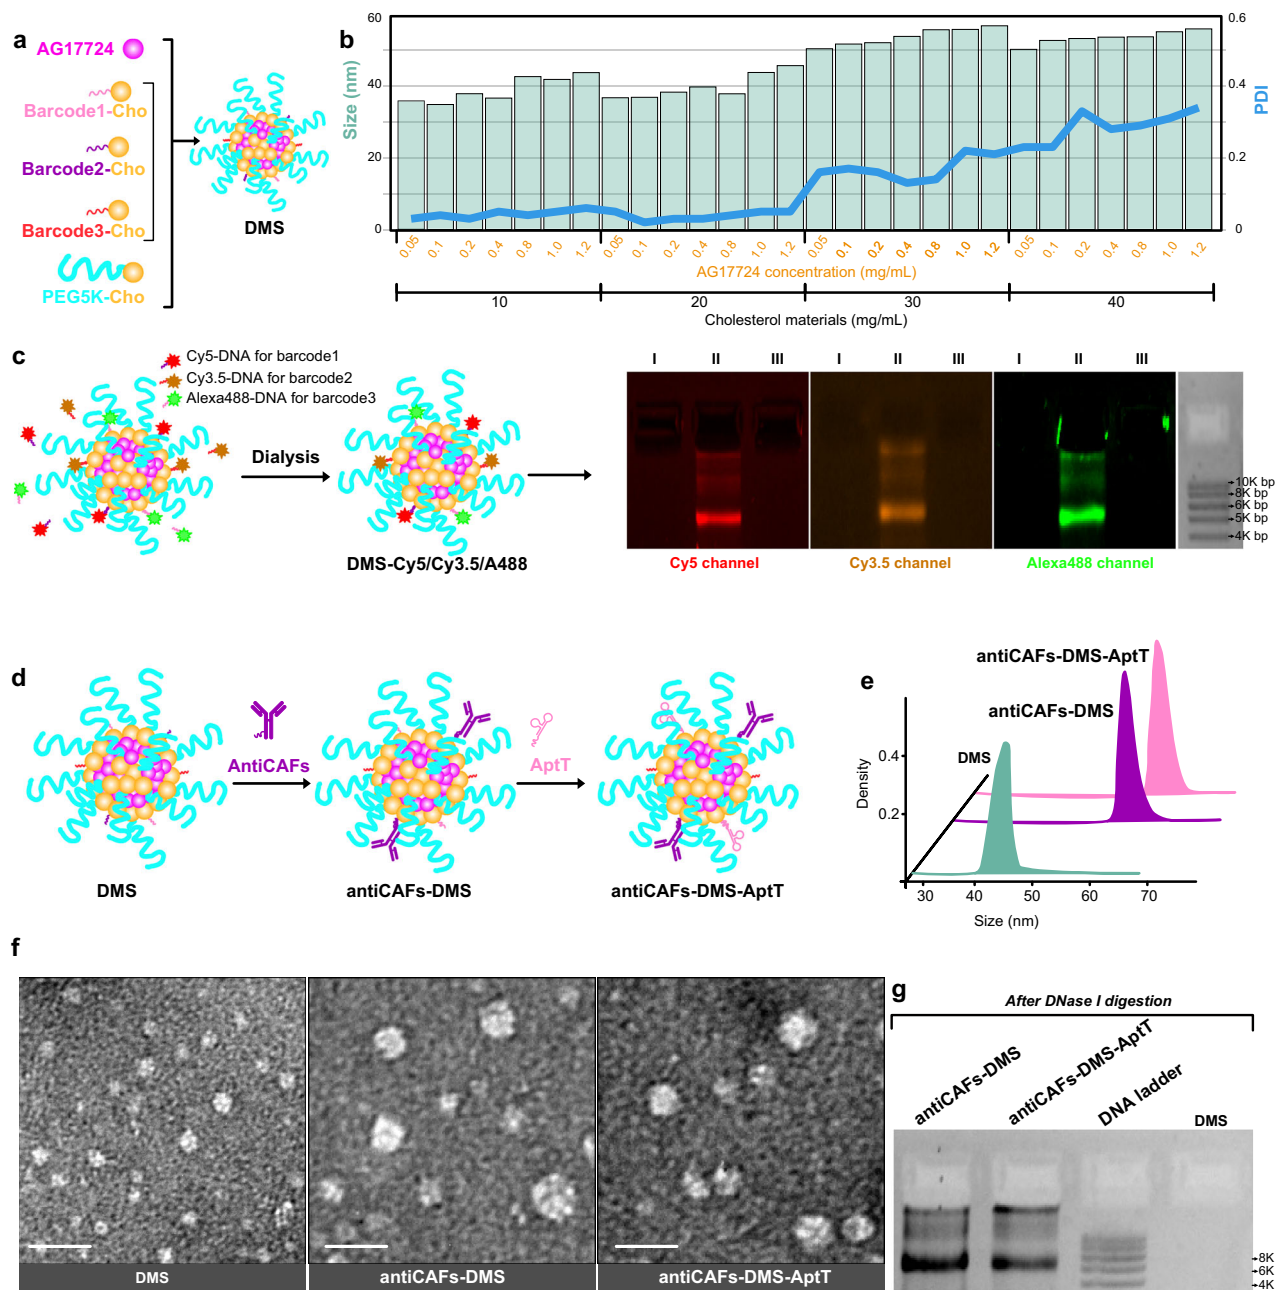 a
AG17724
Barcode1-Cho
Barcode2-Cho
Barcode3-Cho
PEG5K-Cho
DMS
b
Size (nm)
60
40
20
0
PDI
0.6
0.4
0.2
0
0.05 0.1 0.2 0.4 0.8 1.0 1.2 0.05 0.1 0.2 0.4 0.8 1.0 1.2 0.05 0.1 0.2 0.4 0.8 1.0 1.2 0.05 0.1 0.2 0.4 0.8 1.0 1.2
AG17724 concentration (mg/mL)
10 20 30 40
Cholesterol materials (mg/mL)
c
Cy5-DNA for barcode1
Cy3.5-DNA for barcode2
Alexa488-DNA for barcode3
Dialysis
DMS-Cy5/Cy3.5/A488
I II III I II III I II III
10K bp
8K bp
6K bp
5K bp
4K bp
Cy5 channel
Cy3.5 channel
Alexa488 channel
d
AntiCAFs
AptT
DMS
antiCAFs-DMS
antiCAFs-DMS-AptT
e
antiCAFs-DMS-AptT
antiCAFs-DMS
DMS
Density
0.4
0.2
30 40 50 60 70
Size (nm)
f
DMS
antiCAFs-DMS
antiCAFs-DMS-AptT
g
After DNase I digestion
antiCAFs-DMS
antiCAFs-DMS-AptT
DNA ladder
DMS
8K
6K
4K